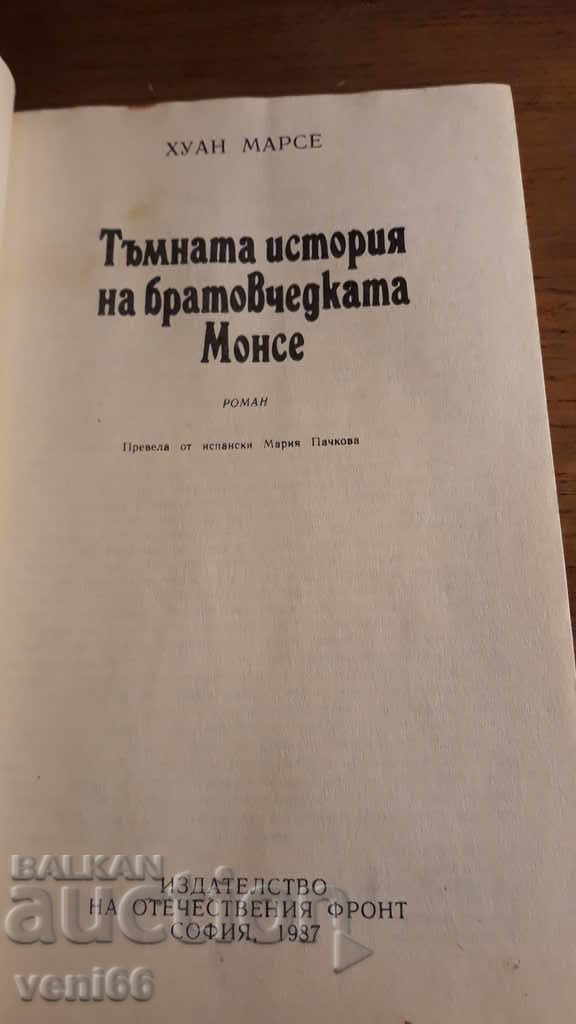 ХУАН МАРСЕ
Тъмната история
на братовчедката
Монсе
РОМАН
Превела от испански Мария Пачкова
ИЗДАТЕЛСТВО
НА ОТЕЧЕСТВЕНИЯ ФРОНТ
СОФИЯ, 1987
BALKAN
auction
veni66